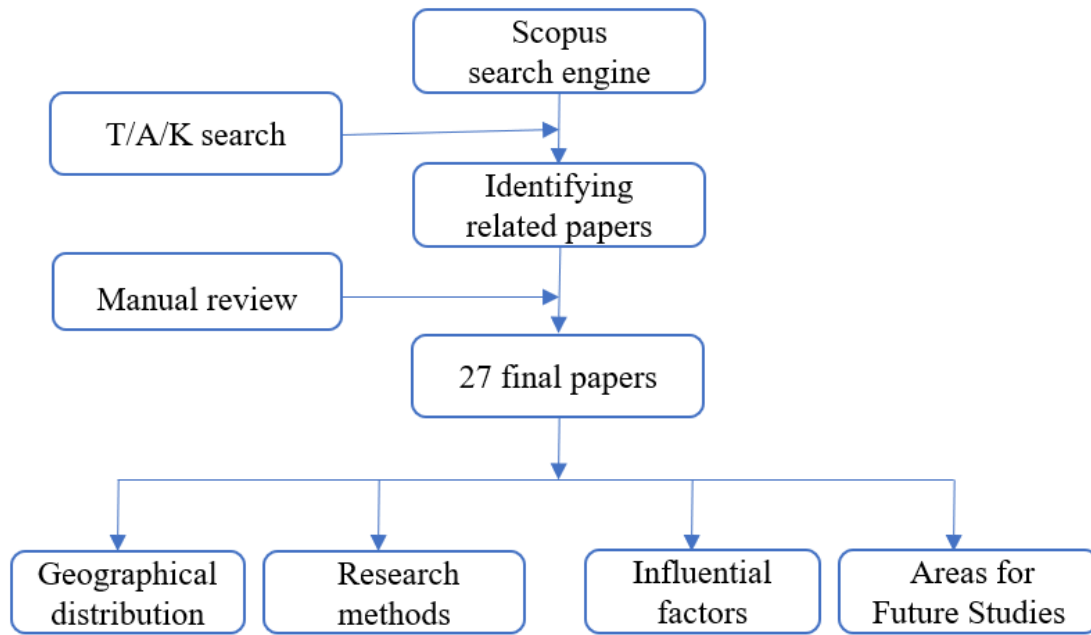 Scopus
search engine
T/A/K search
Identifying
related papers
Manual review
27 final papers
Geographical
distribution
Research
methods
Influential
factors
Areas for
Future Studies